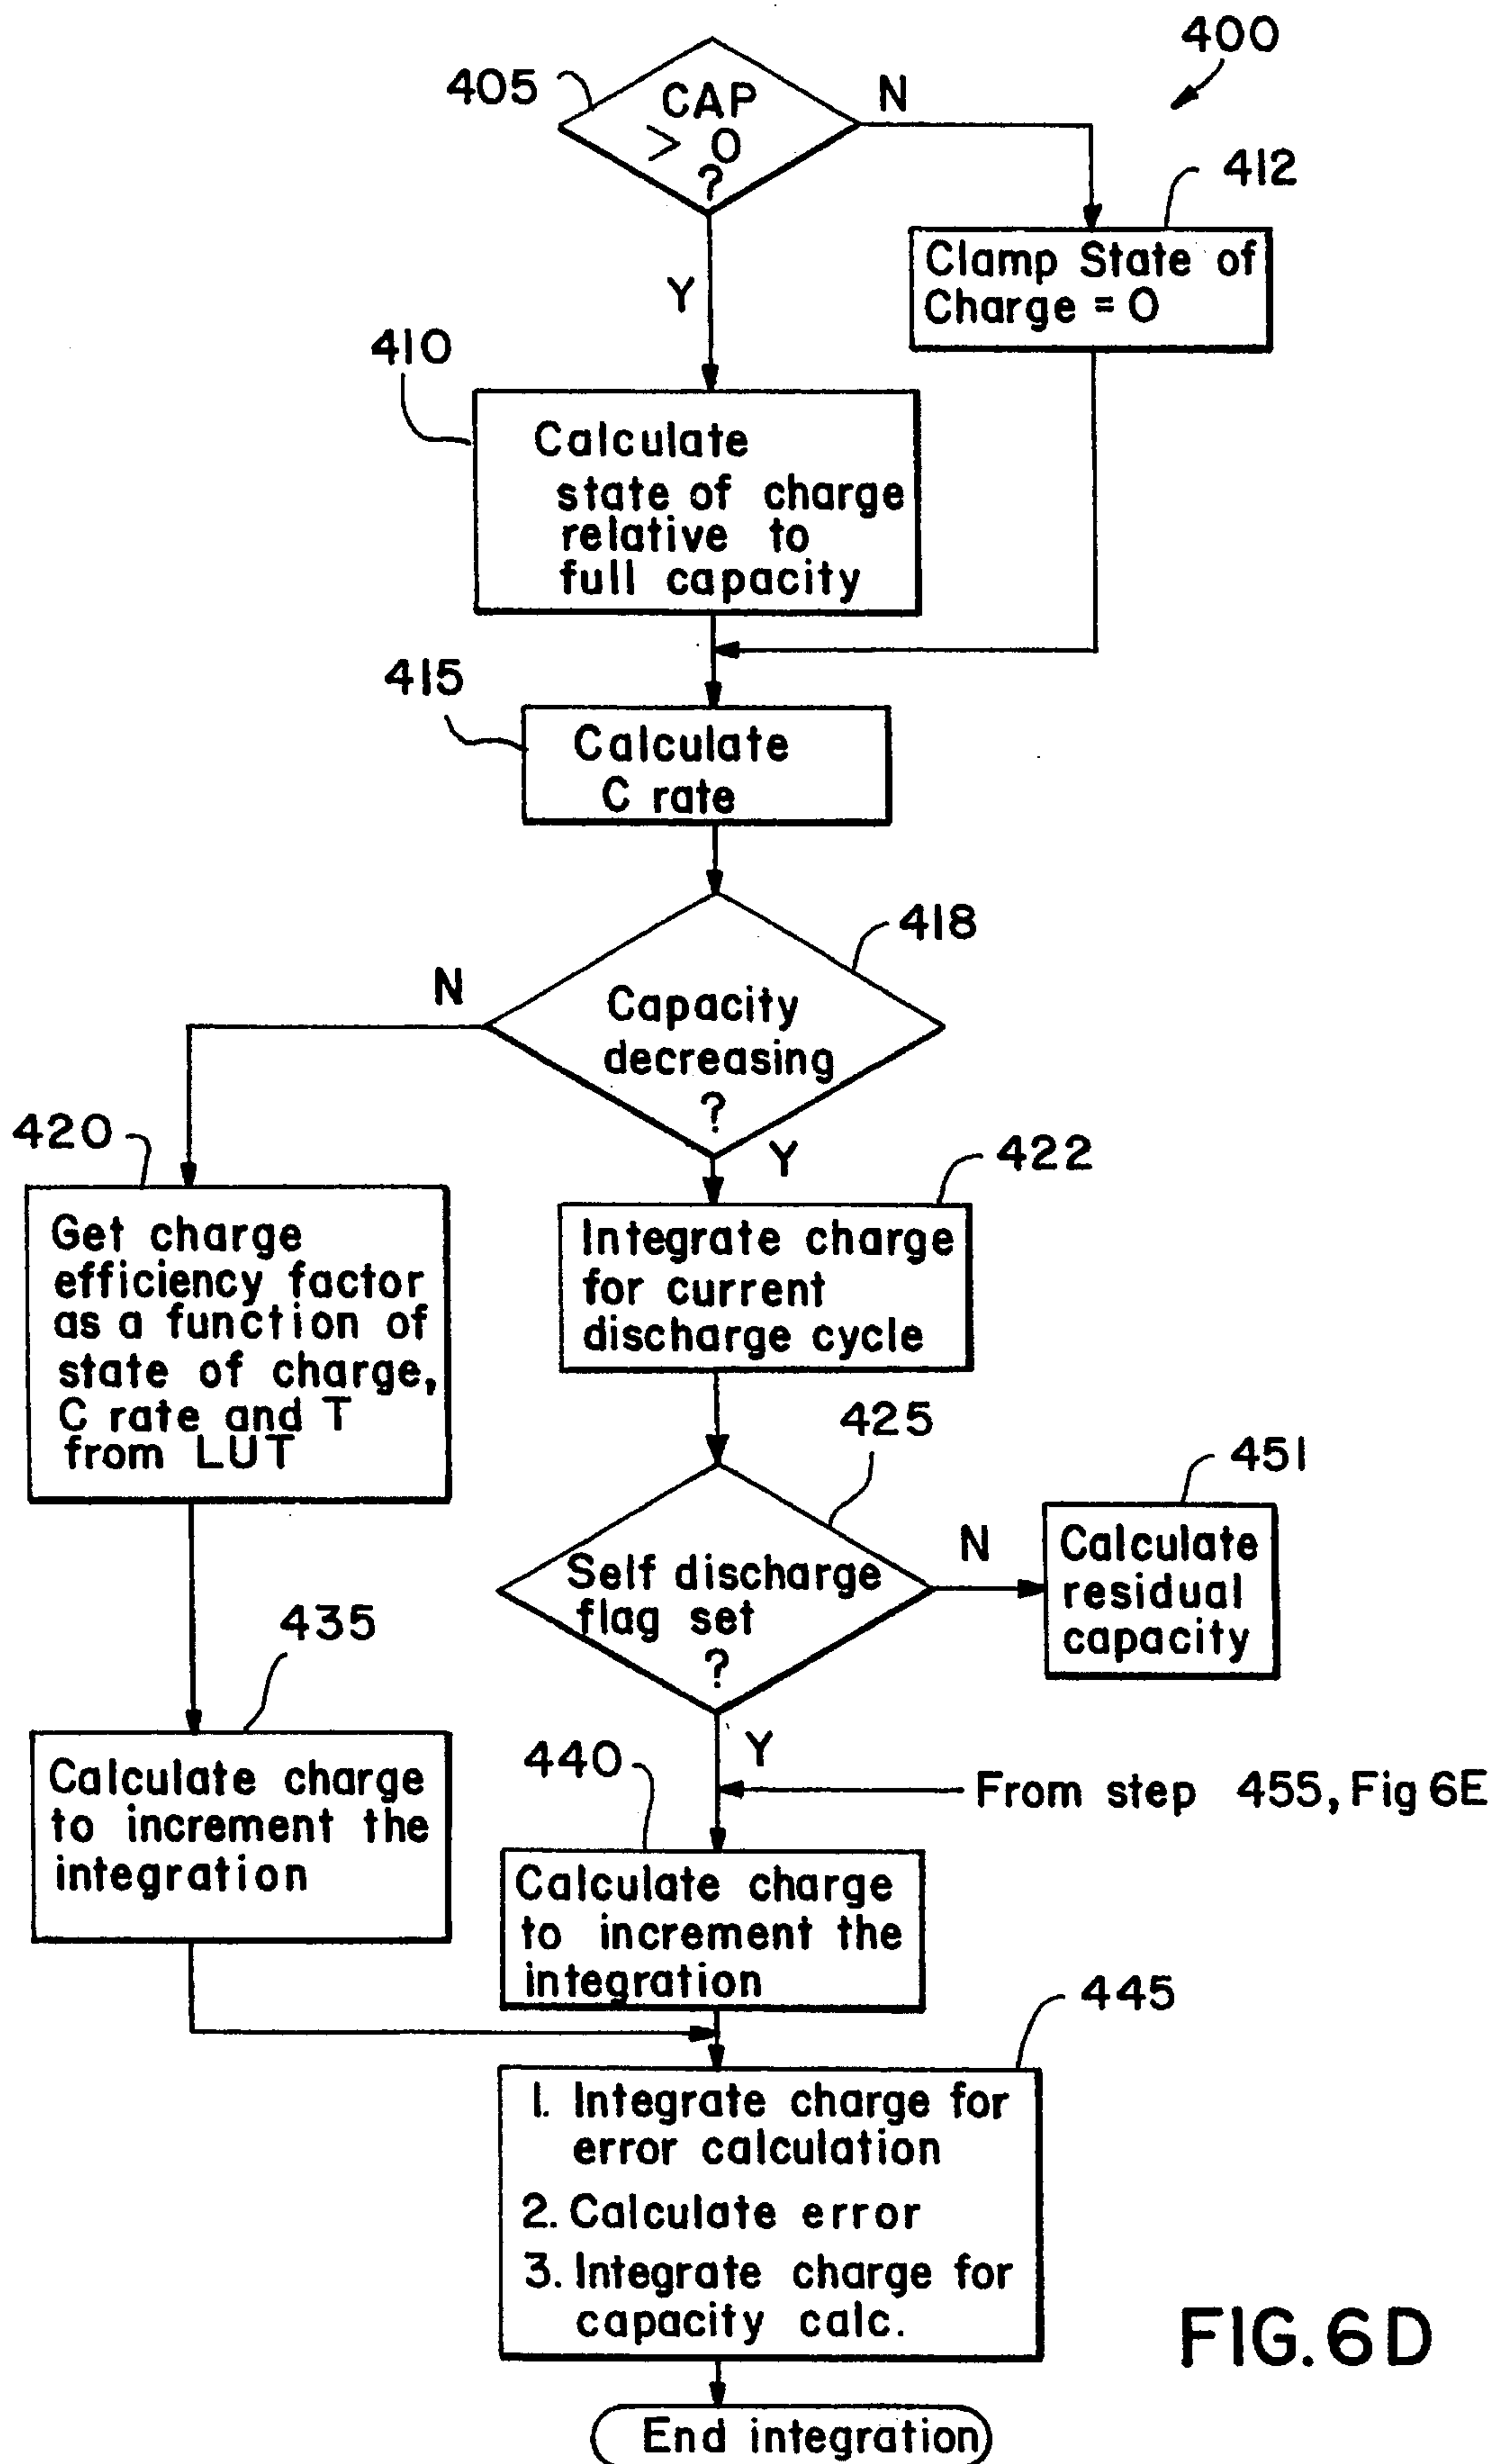 400
405
CAP
> 0
?
N
412
Clamp State of
Charge = 0
Y
410
Calculate
state of charge
relative to
full capacity
415
Calculate
C rate
418
N
Capacity
decreasing
?
Y
420
422
Get charge
efficiency factor
as a function of
state of charge,
C rate and T
from LUT
Integrate charge
for current
discharge cycle
425
451
Self discharge
flag set
?
N
Calculate
residual
capacity
435
Y
440
From step 455, Fig 6E
Calculate charge
to increment the
integration
Calculate charge
to increment the
integration
445
1. Integrate charge for
error calculation
2. Calculate error
3. Integrate charge for
capacity calc.
End integration
FIG. 6D